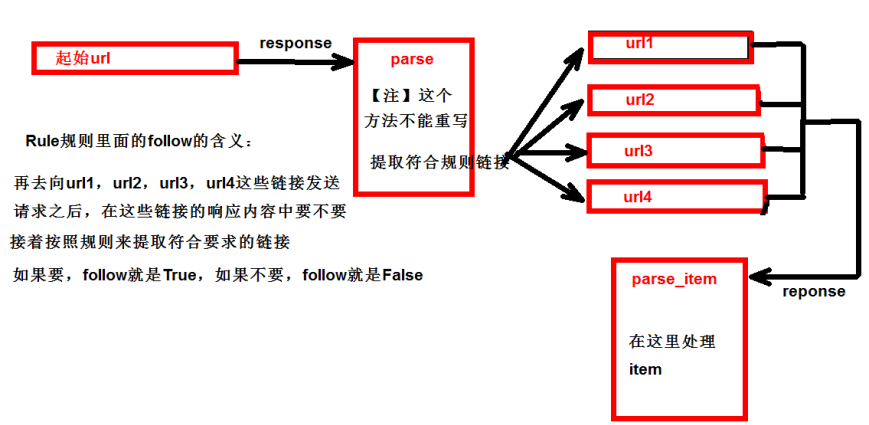 起始url
response
parse
【注】这个
方法不能重写
提取符合规则链接
url1
url2
url3
url4
Rule规则里面的follow的含义：
再去向url1，url2，url3，url4这些链接发送
请求之后，在这些链接的响应内容中要不要
接着按照规则来提取符合要求的链接
如果要，follow就是True，如果不要，follow就是False
reponse
parse_item
在这里处理
item